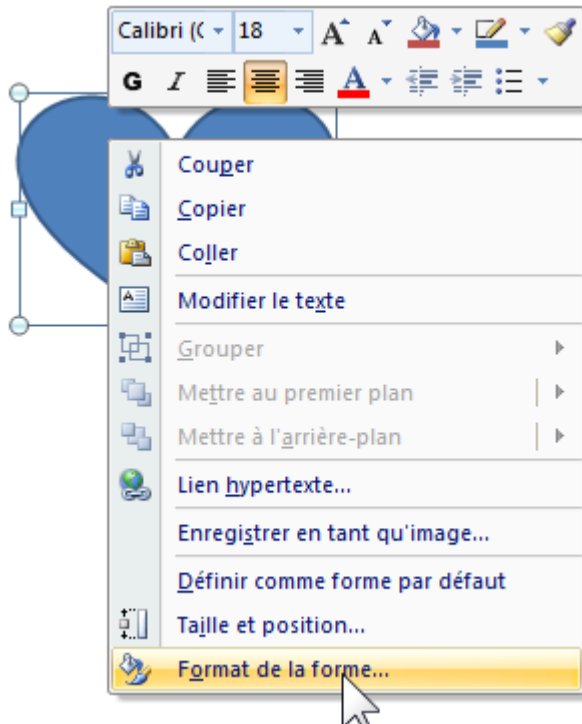 Calibri (C 18 A A
G I A
Couper
Copier
Coller
Modifier le texte
Grouper
Mettre au premier plan
Mettre à l'arrière-plan
Lien hypertexte...
Enregistrer en tant qu'image...
Définir comme forme par défaut
Taille et position...
Format de la forme...